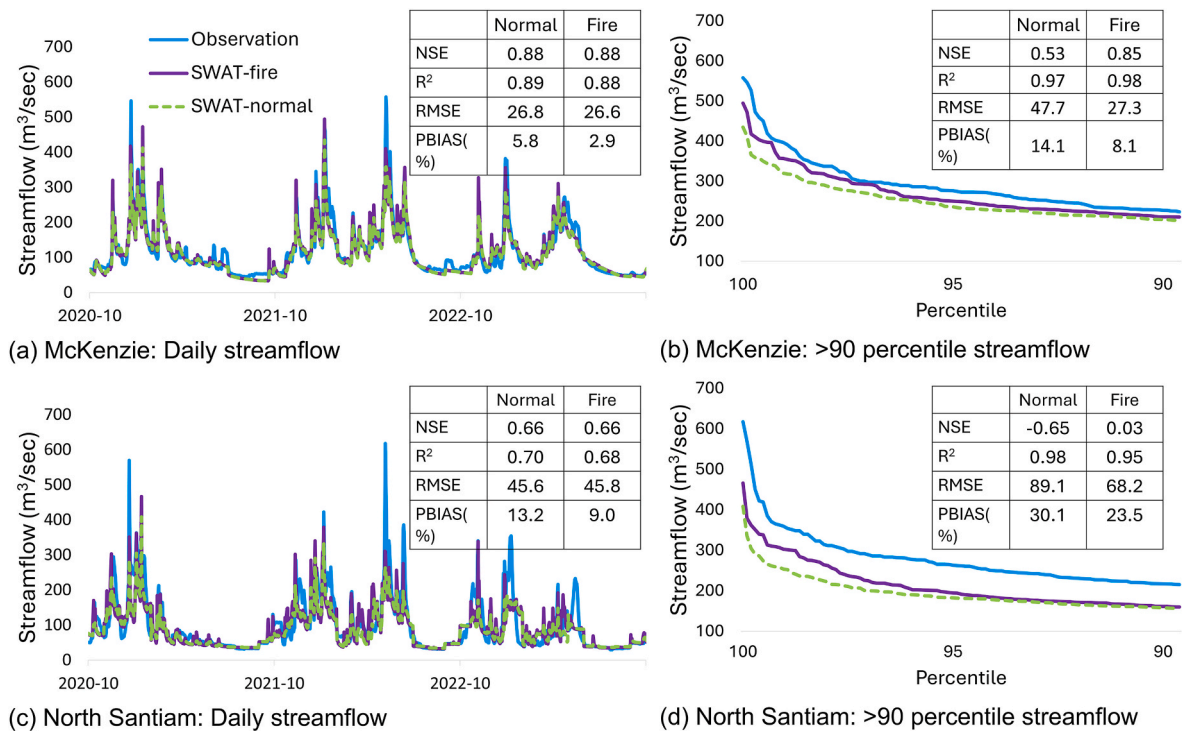 Observation
SWAT-fire
SWAT-normal
Streamflow (m³/sec)
700
600
500
400
300
200
100
0
2020-10
2021-10
2022-10
Normal Fire
NSE 0.88 0.88
R² 0.89 0.88
RMSE 26.8 26.6
PBIAS(
%) 5.8 2.9
(a) McKenzie: Daily streamflow
Streamflow (m³/sec)
700
600
500
400
300
200
100
100
95
90
Percentile
Normal Fire
NSE 0.53 0.85
R² 0.97 0.98
RMSE 47.7 27.3
PBIAS(
%) 14.1 8.1
(b) McKenzie: >90 percentile streamflow
Streamflow (m³/sec)
700
600
500
400
300
200
100
0
2020-10
2021-10
2022-10
Normal Fire
NSE 0.66 0.66
R² 0.70 0.68
RMSE 45.6 45.8
PBIAS(
%) 13.2 9.0
(c) North Santiam: Daily streamflow
Streamflow (m³/sec)
700
600
500
400
300
200
100
100
95
90
Percentile
Normal Fire
NSE -0.65 0.03
R² 0.98 0.95
RMSE 89.1 68.2
PBIAS(
%) 30.1 23.5
(d) North Santiam: >90 percentile streamflow